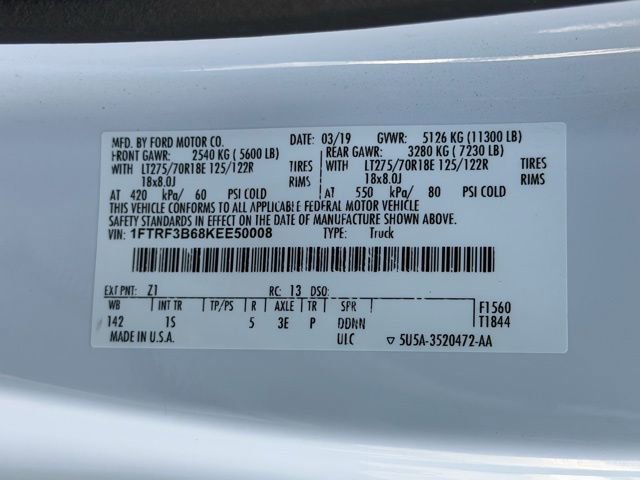 MFD. BY FORD MOTOR CO. DATE: 03/19 GVWR: 5126 KG (11300 LB)
FRONT GAWR: 2540 KG (5600 LB) REAR GAWR: 3280 KG (7230 LB)
WITH LT275/70R18E 125/122R TIRES WITH LT275/70R18E 125/122R TIRES
18x8.0J RIMS 18x8.0J RIMS
AT 420 kPa/ 60 PSI COLD AT 550 kPa/ 80 PSI COLD
THIS VEHICLE CONFORMS TO ALL APPLICABLE FEDERAL MOTOR VEHICLE
SAFETY STANDARDS IN EFFECT ON THE DATE OF MANUFACTURE SHOWN ABOVE.
VIN: 1FTRF3B68KEE50008 TYPE: Truck
EXT PNT: Z1 RC: 13 DSO:
WB INT TR TP/PS R AXLE TR SPR F1560
142 1S 5 3E P DDNN T1844
MADE IN U.S.A. UIC ▽ 5U5A-3520472-AA